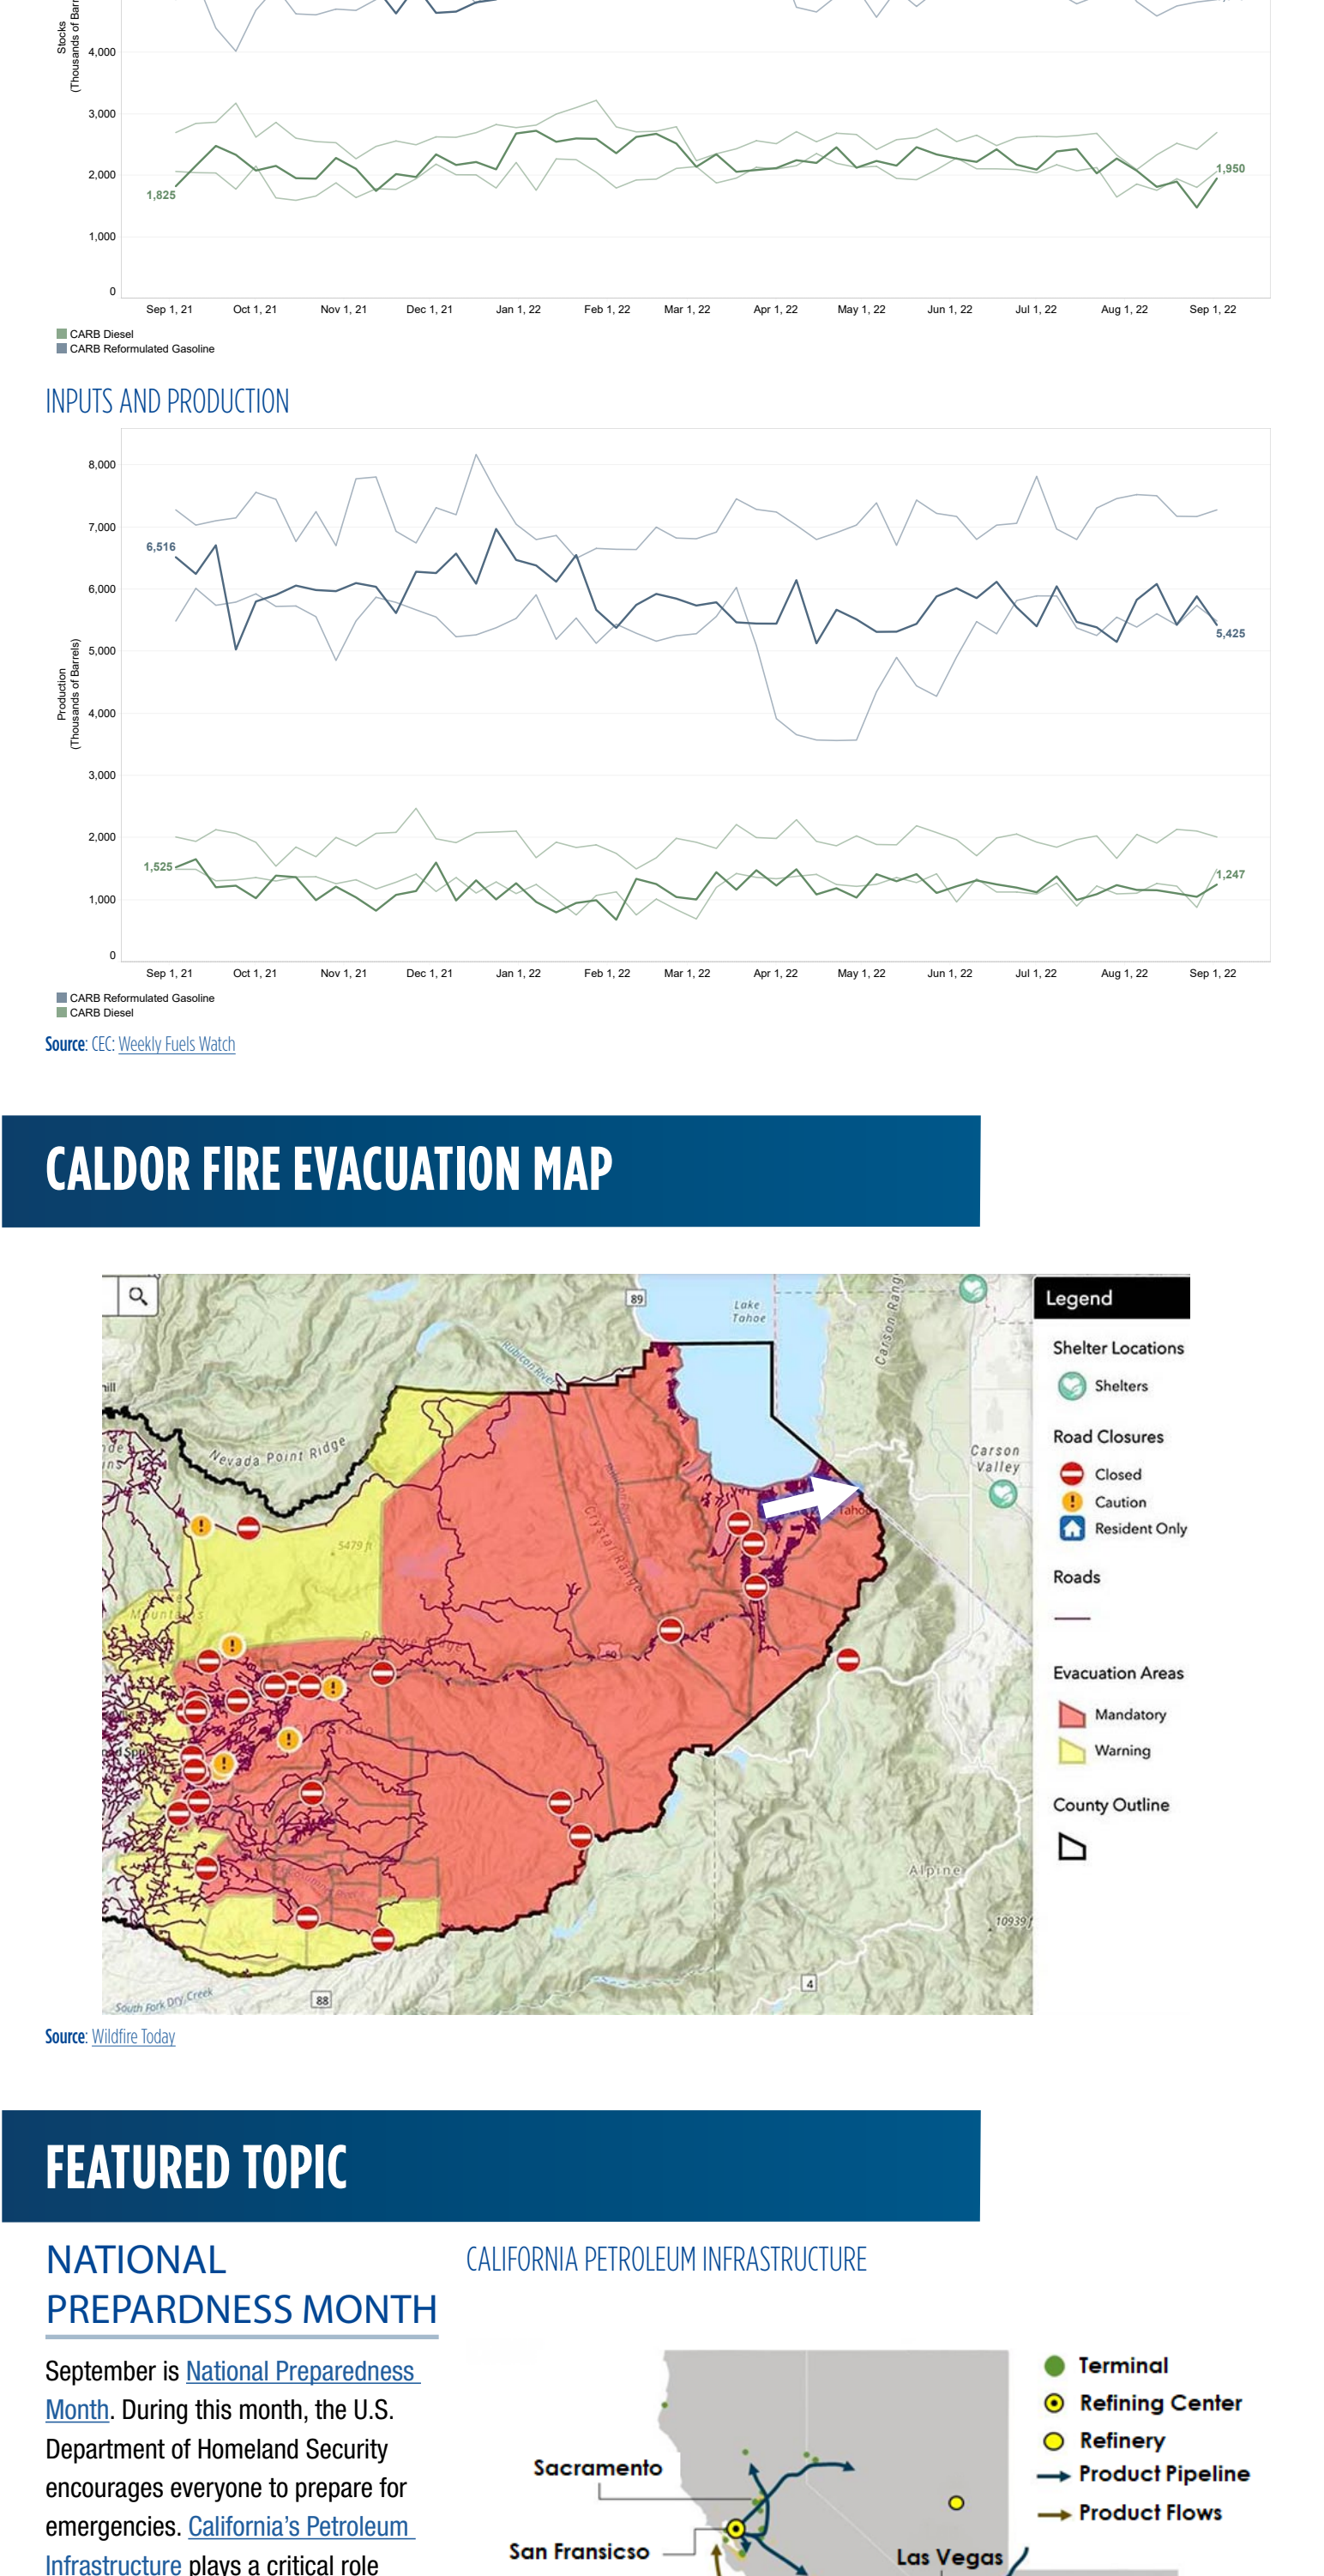 Stocks
(Thousands of Barr
4,000
3,000
2,000
1,000
0
1,825
1,950
Sep 1, 21 Oct 1, 21 Nov 1, 21 Dec 1, 21 Jan 1, 22 Feb 1, 22 Mar 1, 22 Apr 1, 22 May 1, 22 Jun 1, 22 Jul 1, 22 Aug 1, 22 Sep 1, 22
CARB Diesel
CARB Reformulated Gasoline
INPUTS AND PRODUCTION
Production
(Thousands of Barrels)
8,000
7,000
6,000
5,000
4,000
3,000
2,000
1,000
0
6,516
5,425
1,525
1,247
Sep 1, 21 Oct 1, 21 Nov 1, 21 Dec 1, 21 Jan 1, 22 Feb 1, 22 Mar 1, 22 Apr 1, 22 May 1, 22 Jun 1, 22 Jul 1, 22 Aug 1, 22 Sep 1, 22
CARB Reformulated Gasoline
CARB Diesel
Source: CEC: Weekly Fuels Watch
CALDOR FIRE EVACUATION MAP
89
Lake
Tahoe
Carson Rang
Rubicon River
Nevada Point Ridge
Carson
Valley
5479 ft
Crystal Range
Tahoe
50
Alpine
10939 f
4
88
South Fork Dry Creek
Legend
Shelter Locations
Shelters
Road Closures
Closed
Caution
Resident Only
Roads
Evacuation Areas
Mandatory
Warning
County Outline
Source: Wildfire Today
FEATURED TOPIC
NATIONAL
PREPARDNESS MONTH
September is National Preparedness
Month. During this month, the U.S.
Department of Homeland Security
encourages everyone to prepare for
emergencies. California's Petroleum
Infrastructure plays a critical role
CALIFORNIA PETROLEUM INFRASTRUCTURE
Terminal
Refining Center
Refinery
Product Pipeline
Product Flows
Sacramento
San Fransicso
Las Vegas